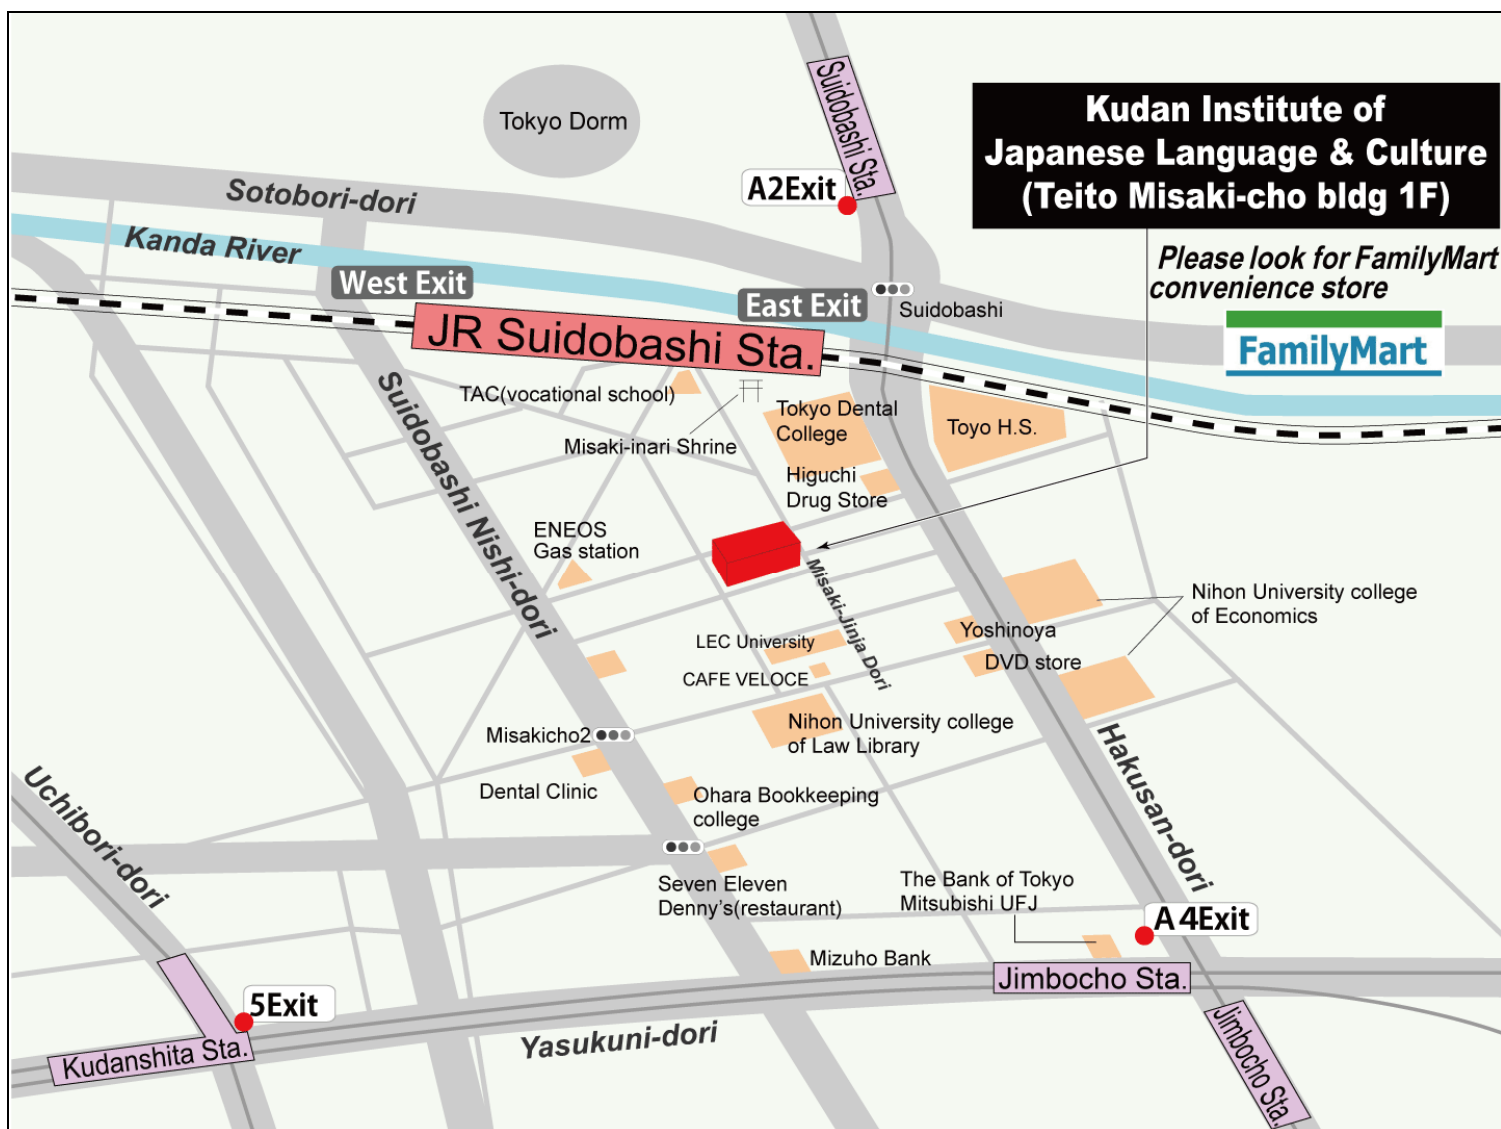 Suidobashi Sta.
Kudan Institute of
Japanese Language & Culture
(Teito Misaki-cho bldg 1F)
Tokyo Dorm
A2Exit
Sotobori-dori
Kanda River
Please look for FamilyMart
convenience store
West Exit
East Exit
Suidobashi
FamilyMart
JR Suidobashi Sta.
TAC(vocational school)
Misaki-inari Shrine
Tokyo Dental
College
Toyo H.S.
Higuchi
Drug Store
Suidobashi Nishi-dori
ENEOS
Gas station
Misaki-Jinja Dori
Nihon University college
of Economics
Yoshinoya
DVD store
LEC University
CAFE VELOCE
Nihon University college
of Law Library
Misakicho2
Dental Clinic
Ohara Bookkeeping
college
Hakusan-dori
Uchibori-dori
Seven Eleven
Denny's(restaurant)
The Bank of Tokyo
Mitsubishi UFJ
A4Exit
Mizuho Bank
Jimbocho Sta.
5Exit
Kudanshita Sta.
Yasukuni-dori
Jimbocho Sta.